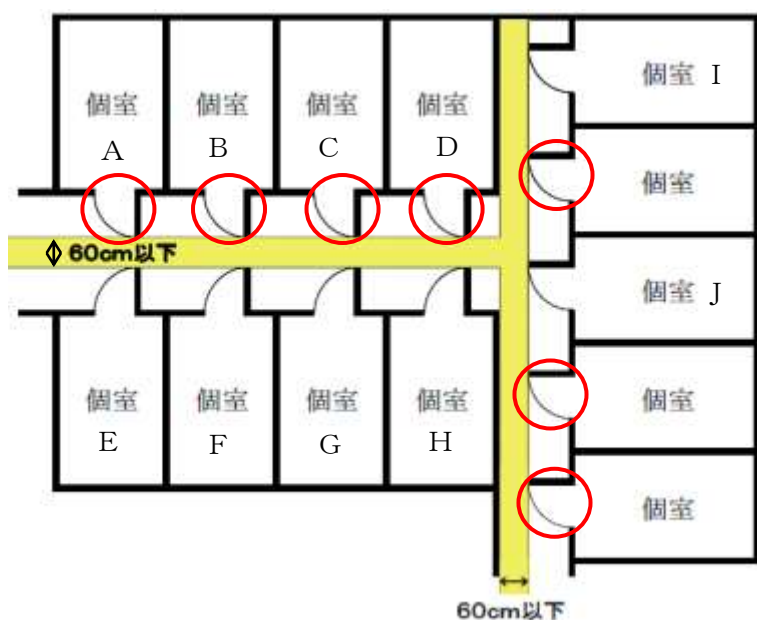 個室 A
個室 B
個室 C
個室 D
個室 I
個室
60cm以下
個室 J
個室 E
個室 F
個室 G
個室 H
個室
個室
60cm以下